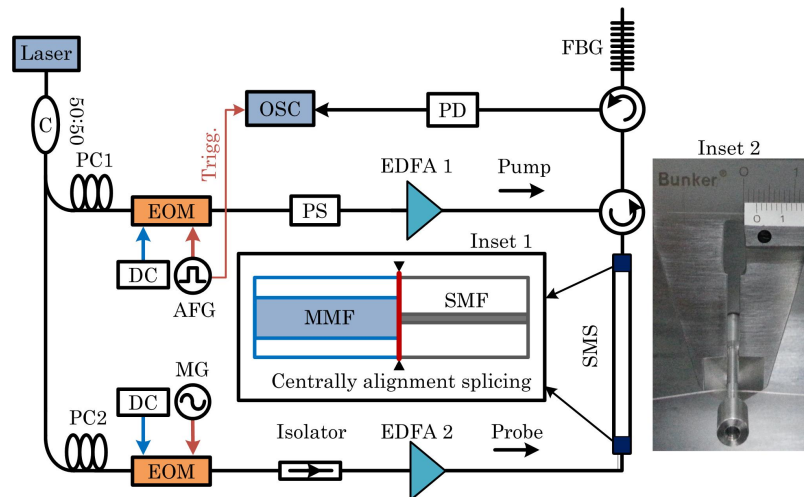 Laser
FBG
C
50:50
OSC
PD
PC1
Trigg.
EDFA 1
Pump
Inset 2
EOM
PS
Bunker®
0
1
0
1
DC
AFG
Inset 1
MMF
SMF
SMS
Centrally alignment splicing
MG
DC
PC2
Isolator
EDFA 2
Probe
EOM